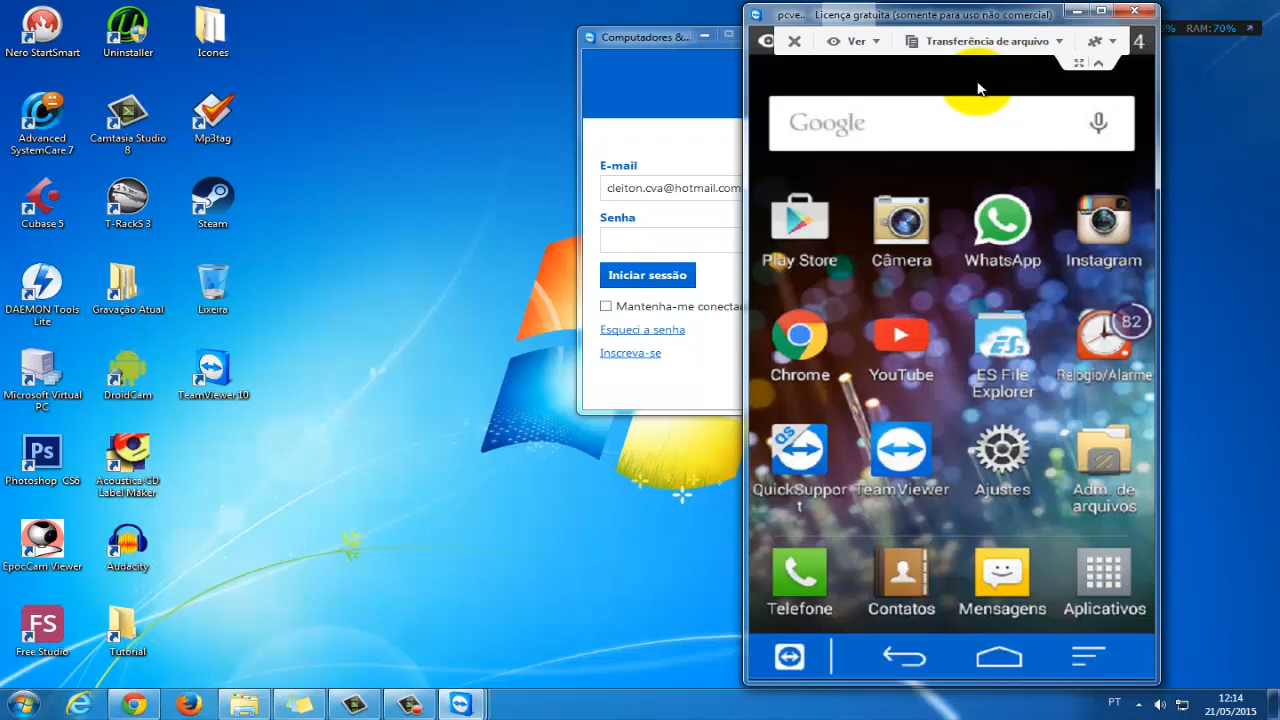 Nero StartSmart
Uninstaller
Icones
Advanced
SystemCare 7
Camtasia Studio
8
Mp3tag
Cubase 5
T-RackS 3
Steam
DAEMON Tools
Lite
Gravação Atual
Lixeira
Microsoft Virtual
PC
DroidCam
TeamViewer 10
Ps
Photoshop CS6
Acoustica CD
Label Maker
EpocCam Viewer
Audacity
FS
Free Studio
Tutorial
Computadores &...
E-mail
cleiton.cva@hotmail.com
Senha
Iniciar sessão
Mantenha-me conectad
Esqueci a senha
Inscreva-se
pcve... Licença gratuita (somente para uso não comercial)
Ver
Transferência de arquivo
4
% RAM:70%
Google
Play Store
Câmera
WhatsApp
Instagram
82
Chrome
YouTube
ES File
Explorer
Relogio/Alarme
QS
QuickSuppor
t
TeamViewer
Ajustes
Adm. de
arquivos
Telefone
Contatos
Mensagens
Aplicativos
PT
12:14
21/05/2015